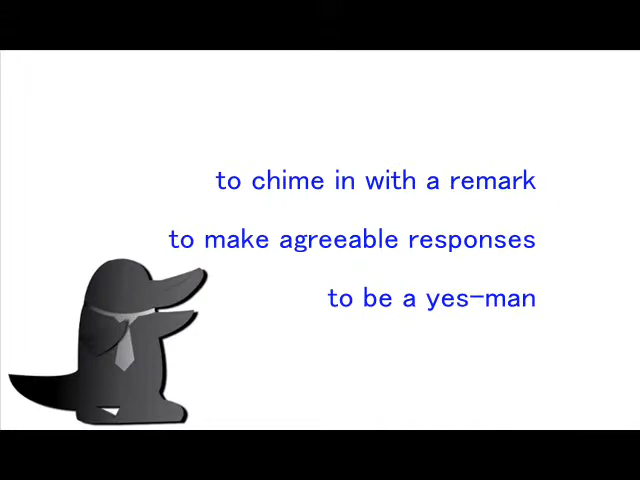 to chime in with a remark
to make agreeable responses
to be a yes-man